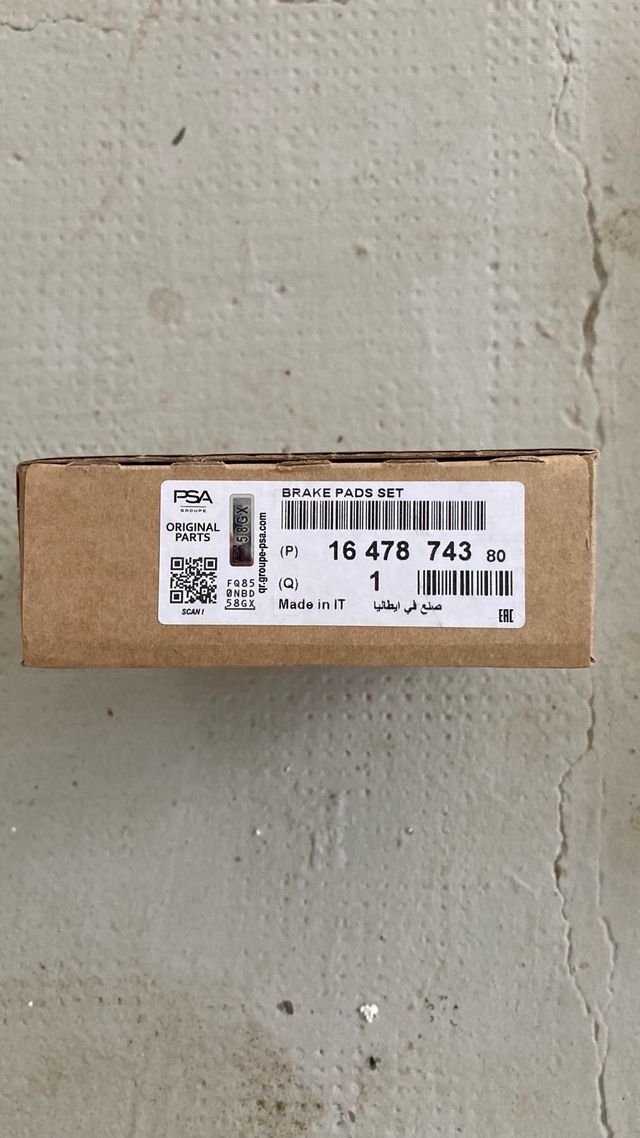 PSA
GROUPE
ORIGINAL
PARTS
SCAN !
58GX
FQ85
0NBD
58GX
qr.groupe-psa.com
BRAKE PADS SET
(P) 16 478 743 80
(Q) 1
Made in IT صنع في ايطاليا
EAC